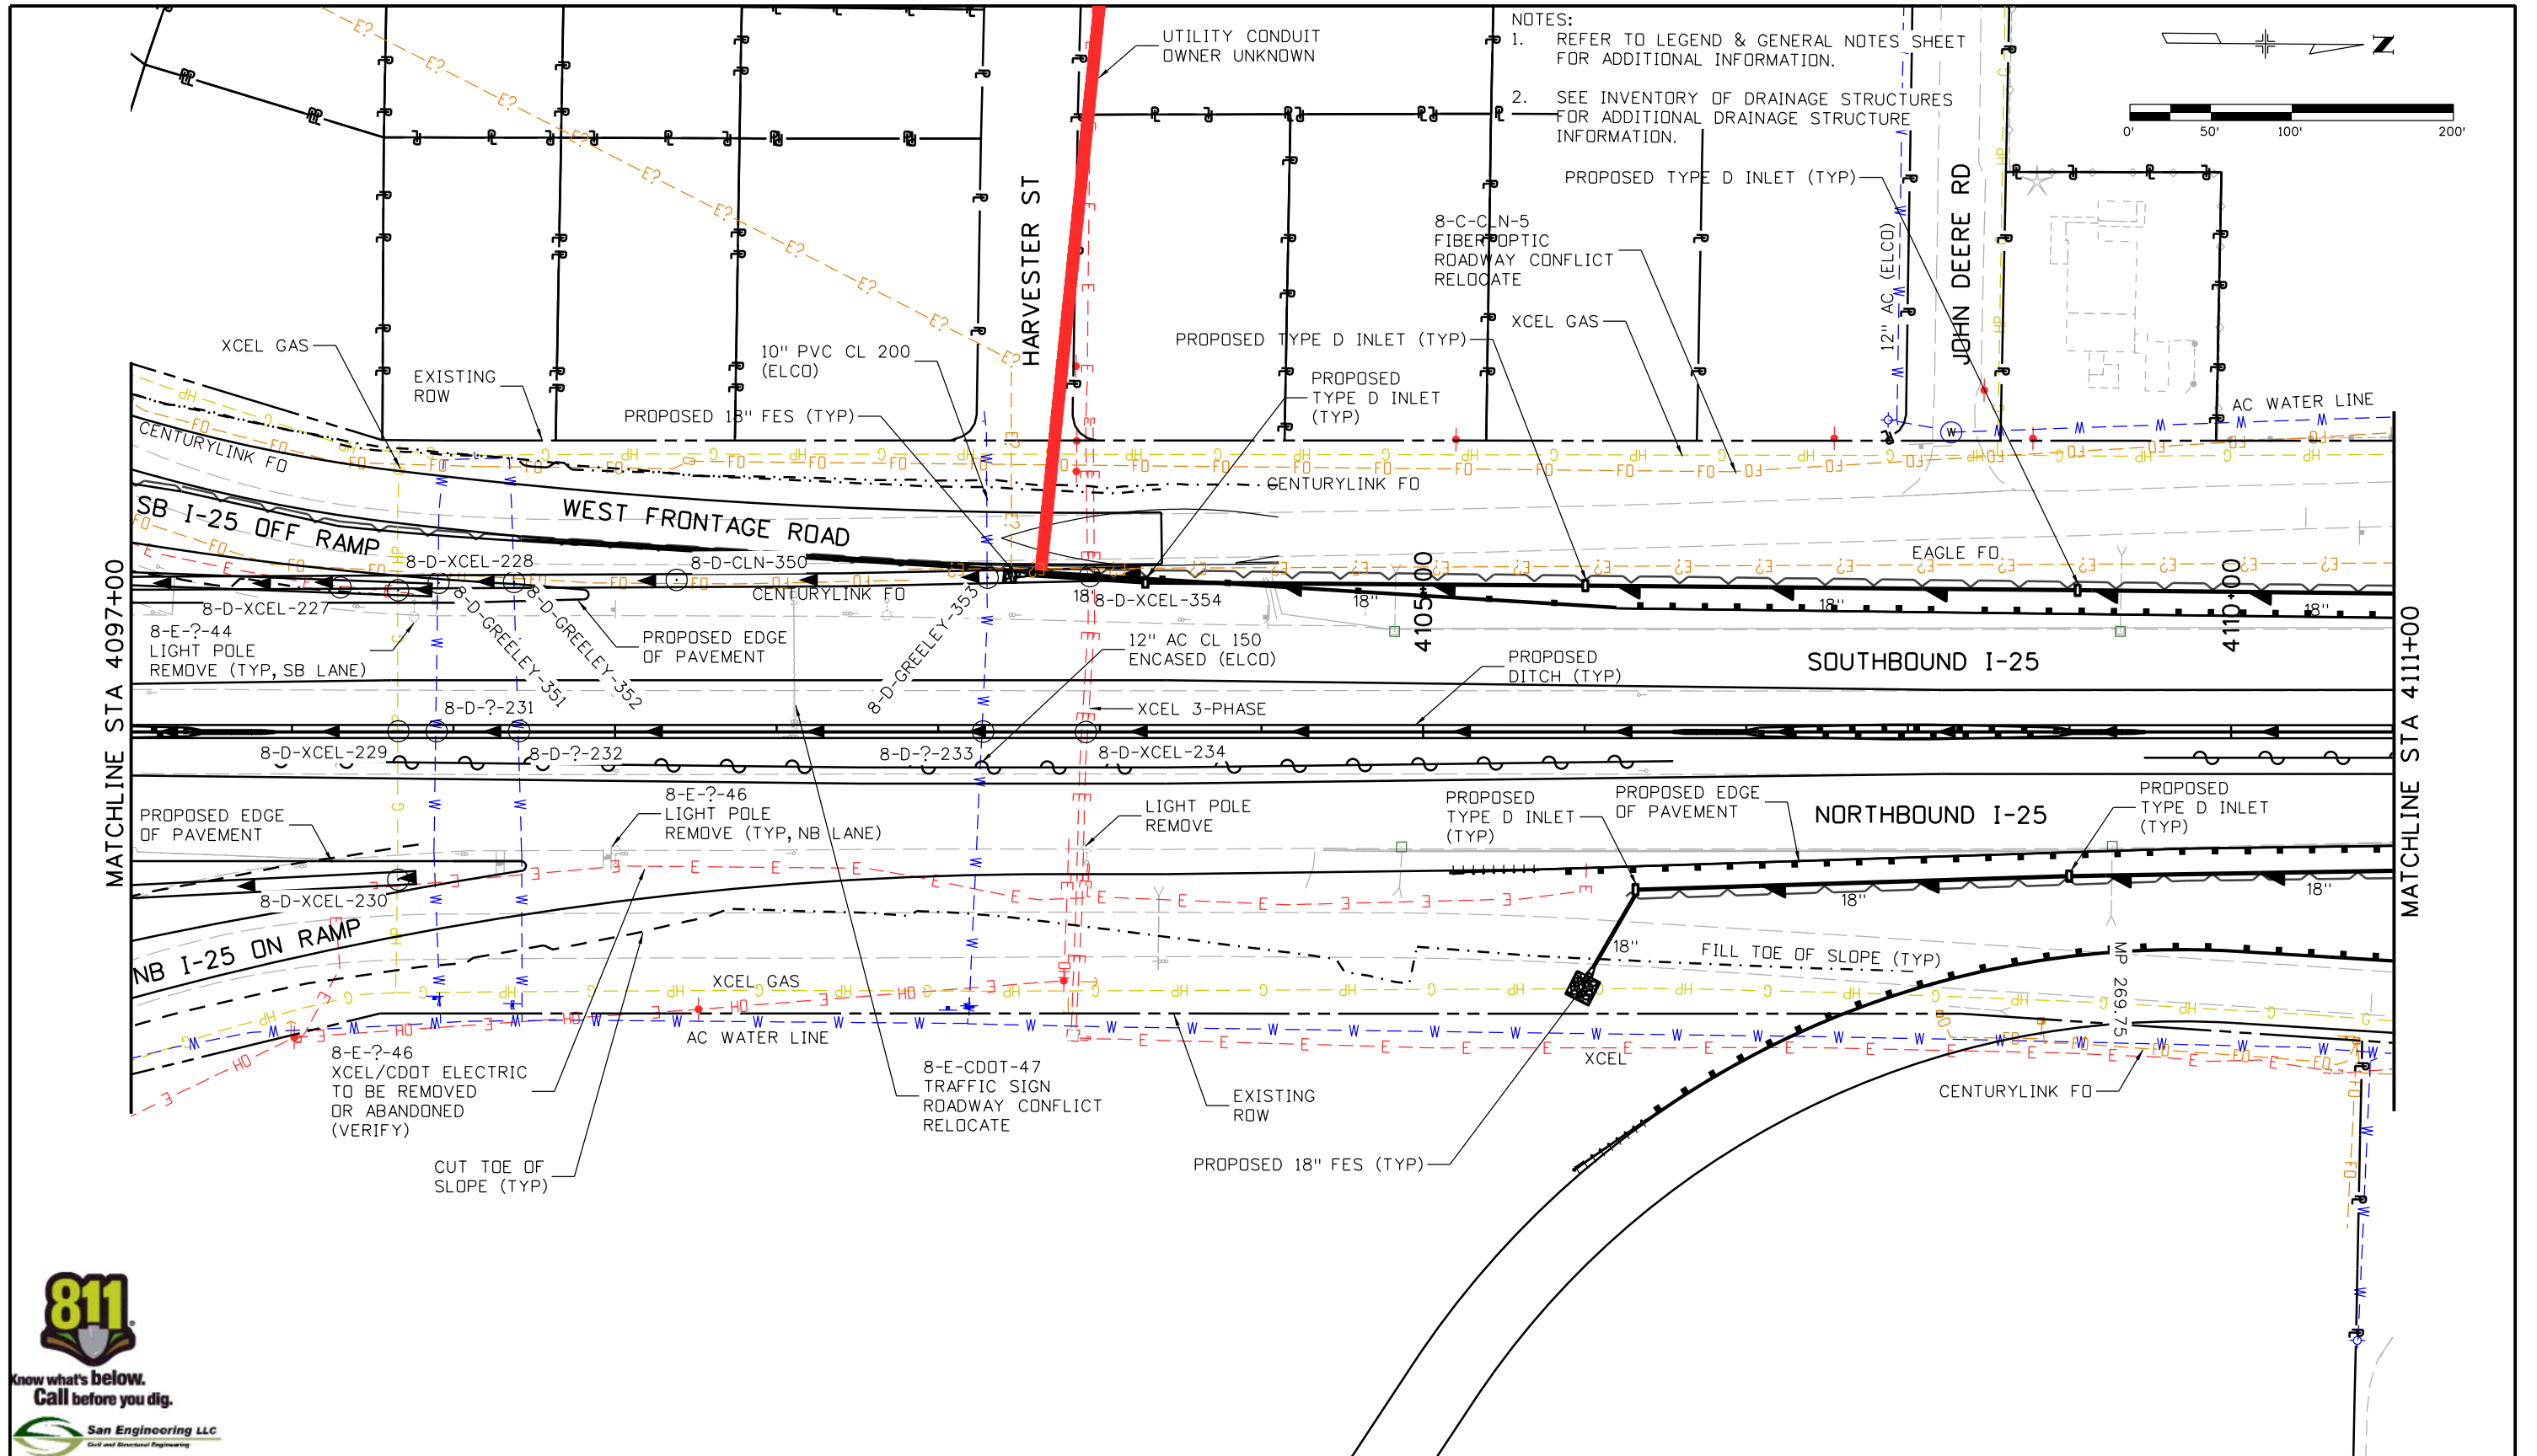 UTILITY CONDUIT
OWNER UNKNOWN
NOTES:
1. REFER TO LEGEND & GENERAL NOTES SHEET
FOR ADDITIONAL INFORMATION.
2. SEE INVENTORY OF DRAINAGE STRUCTURES
FOR ADDITIONAL DRAINAGE STRUCTURE
INFORMATION.
N
0' 50' 100' 200'
PROPOSED TYPE D INLET (TYP)
HARVESTER ST
JOHN DEERE RD
12" AC (ELCO)
8-C-CLN-5
FIBER OPTIC
ROADWAY CONFLICT
RELOCATE
XCEL GAS
XCEL GAS
EXISTING
ROW
10" PVC CL 200
(ELCO)
PROPOSED TYPE D INLET (TYP)
PROPOSED
TYPE D INLET
(TYP)
PROPOSED 18" FES (TYP)
AC WATER LINE
CENTURYLINK FO
CENTURYLINK FO
WEST FRONTAGE ROAD
SB I-25 OFF RAMP
EAGLE FO
8-D-XCEL-228
8-D-CLN-350
CENTURYLINK FO
8-D-XCEL-227
8-D-GREELEY-351
8-D-GREELEY-352
8-D-GREELEY-353
18"
8-D-XCEL-354
18"
18"
18"
4105+00
4110+00
MATCHLINE STA 4097+00
MATCHLINE STA 4111+00
8-E-?-44
LIGHT POLE
REMOVE (TYP, SB LANE)
PROPOSED EDGE
OF PAVEMENT
12" AC CL 150
ENCASED (ELCO)
PROPOSED
DITCH (TYP)
SOUTHBOUND I-25
8-D-?-231
XCEL 3-PHASE
8-D-XCEL-229
8-D-?-232
8-D-?-233
8-D-XCEL-234
PROPOSED EDGE
OF PAVEMENT
8-E-?-46
LIGHT POLE
REMOVE (TYP, NB LANE)
LIGHT POLE
REMOVE
PROPOSED
TYPE D INLET
(TYP)
PROPOSED EDGE
OF PAVEMENT
NORTHBOUND I-25
PROPOSED
TYPE D INLET
(TYP)
8-D-XCEL-230
18"
18"
18"
NB I-25 ON RAMP
FILL TOE OF SLOPE (TYP)
MP 269.75
XCEL GAS
AC WATER LINE
XCEL
8-E-?-46
XCEL/CDOT ELECTRIC
TO BE REMOVED
OR ABANDONED
(VERIFY)
8-E-CDOT-47
TRAFFIC SIGN
ROADWAY CONFLICT
RELOCATE
EXISTING
ROW
CENTURYLINK FO
CUT TOE OF
SLOPE (TYP)
PROPOSED 18" FES (TYP)
811
Know what's below.
Call before you dig.
San Engineering LLC
Civil and Structural Engineering